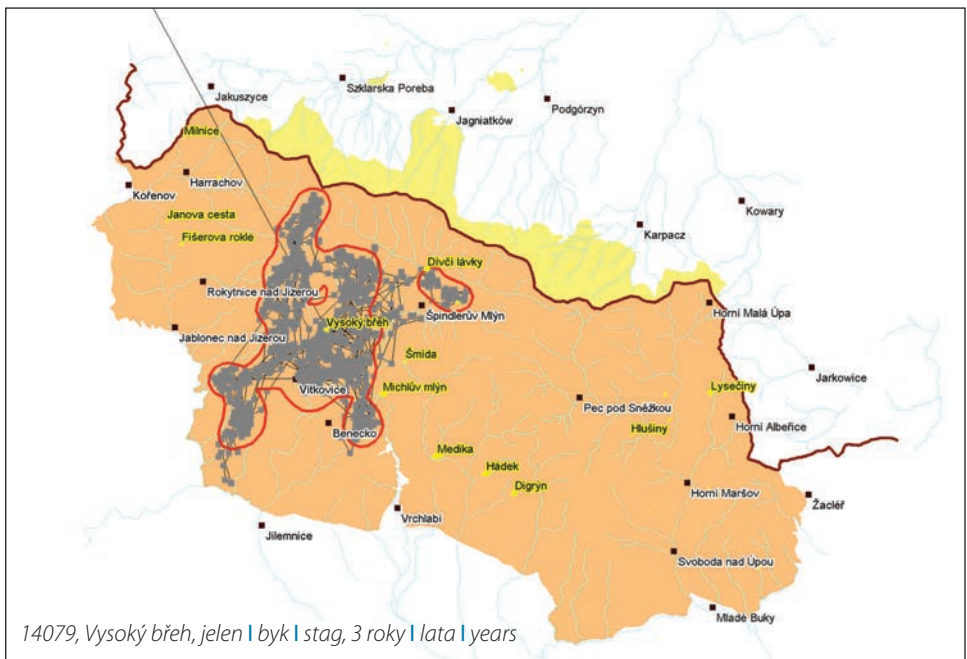 Szklarska Poreba
Jakuszyce
Podgórzyn
Jagniatków
Milnice
Harrachov
Kořenov
Kowary
Janova cesta
Karpacz
Fišerova rokle
Dívčí lávky
Rokytnice nad Jizerou
Horní Malá Úpa
Špindlerův Mlýn
Vysoký břeh
Jablonec nad Jizerou
Šmída
Jarkowice
Vítkovice
Michlův mlýn
Lysečiny
Pec pod Sněžkou
Horní Albeřice
Benecko
Hlušiny
Medika
Hádek
Digrýn
Horní Maršov
Žacléř
Vrchlabí
Jilemnice
Svoboda nad Úpou
Mladé Buky
14079, Vysoký břeh, jelen I byk I stag, 3 roky I lata I years